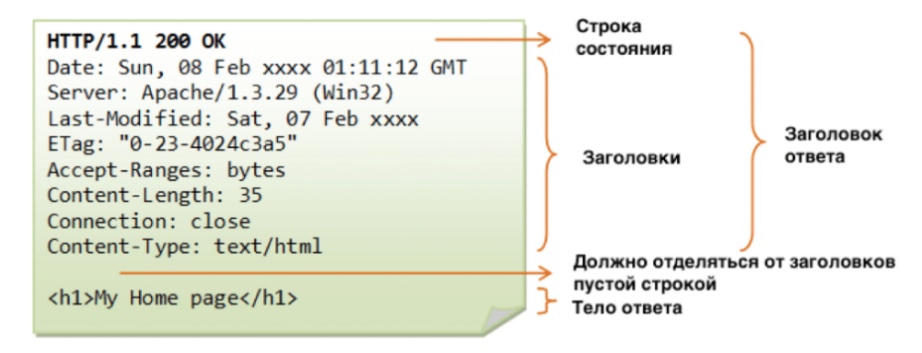 HTTP/1.1 200 OK
Date: Sun, 08 Feb xxxx 01:11:12 GMT
Server: Apache/1.3.29 (Win32)
Last-Modified: Sat, 07 Feb xxxx
ETag: "0-23-4024c3a5"
Accept-Ranges: bytes
Content-Length: 35
Connection: close
Content-Type: text/html
<h1>My Home page</h1>
Строка
состояния
Заголовки
Заголовок
ответа
Должно отделяться от заголовков
пустой строкой
Тело ответа